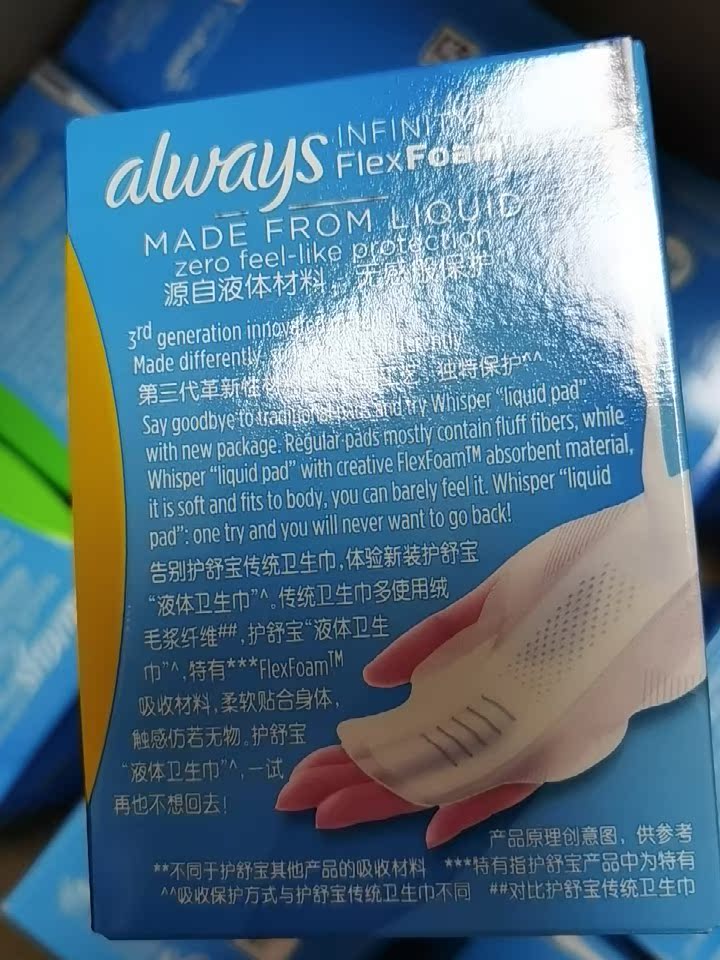 always INFINITY
FlexFoam
MADE FROM LIQUID
zero feel-like protection
源自液体材料, 无感般保护
3rd generation
Made differently
第三代革新性 独特保护^^
Say goodbye to traditional pads and try Whisper “liquid pad”
with new package. Regular pads mostly contain fluff fibers, while
Whisper “liquid pad” with creative FlexFoam™ absorbent material,
it is soft and fits to body, you can barely feel it. Whisper “liquid
pad”: one try and you will never want to go back!
告别护舒宝传统卫生巾,体验新装护舒宝
“液体卫生巾”^。传统卫生巾多使用绒
毛浆纤维##,护舒宝“液体卫生
巾”^,特有***FlexFoam™
吸收材料,柔软贴合身体,
触感仿若无物。护舒宝
“液体卫生巾”^,一试
再也不想回去!
产品原理创意图，供参考
**不同于护舒宝其他产品的吸收材料 ***特有指护舒宝产品中为特有
^^吸收保护方式与护舒宝传统卫生巾不同 ##对比护舒宝传统卫生巾